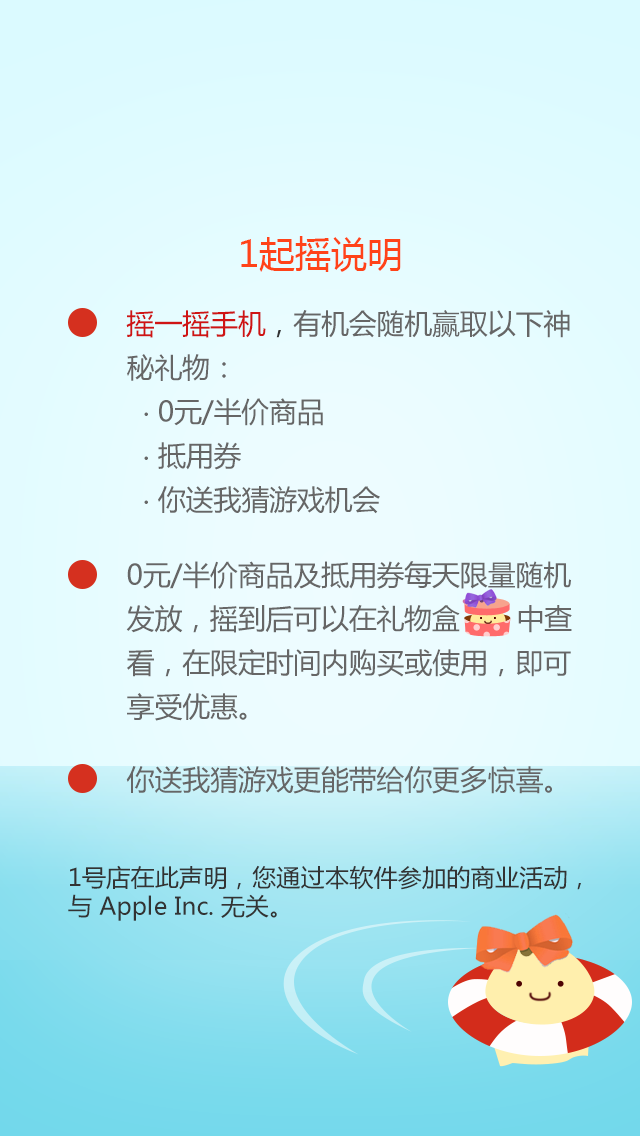 1起摇说明
摇一摇手机，有机会随机赢取以下神
秘礼物：
· 0元/半价商品
· 抵用券
· 你送我猜游戏机会
0元/半价商品及抵用券每天限量随机
发放，摇到后可以在礼物盒 中查
看，在限定时间内购买或使用，即可
享受优惠。
你送我猜游戏更能带给你更多惊喜。
1号店在此声明，您通过本软件参加的商业活动，
与 Apple Inc. 无关。